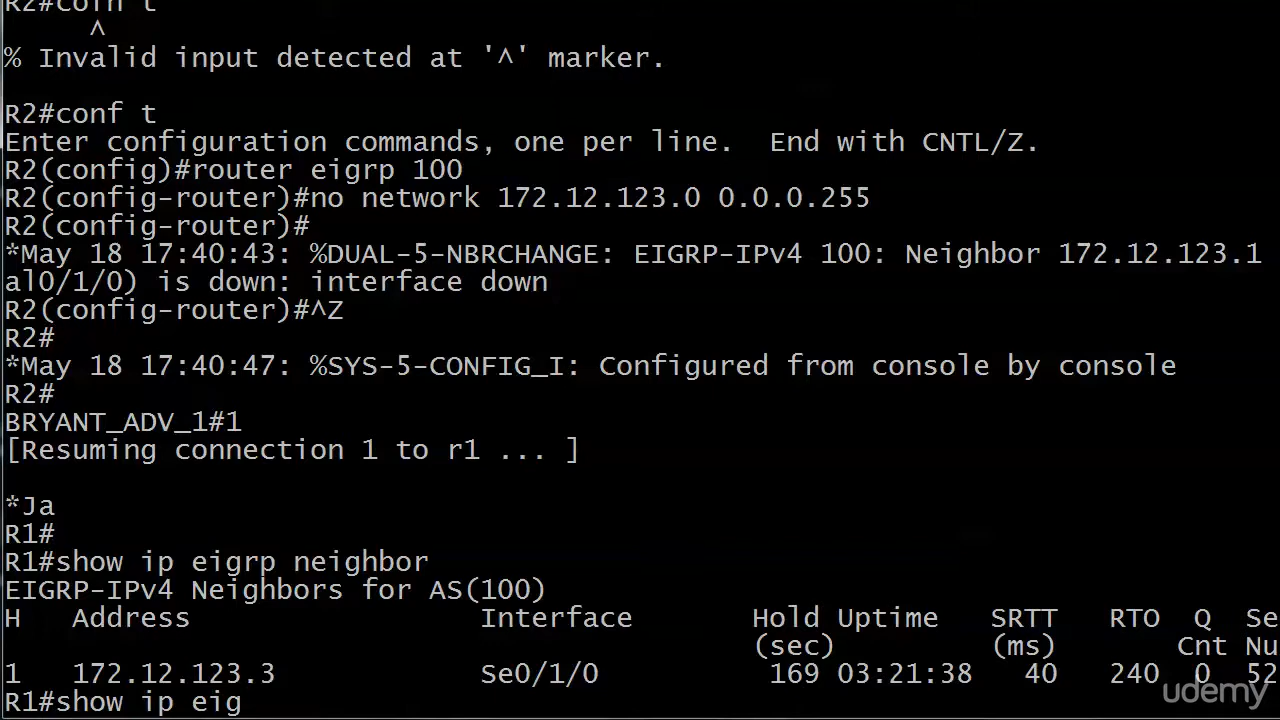 R2#coin t
^
% Invalid input detected at '^' marker.
R2#conf t
Enter configuration commands, one per line.  End with CNTL/Z.
R2(config)#router eigrp 100
R2(config-router)#no network 172.12.123.0 0.0.0.255
R2(config-router)#
*May 18 17:40:43: %DUAL-5-NBRCHANGE: EIGRP-IPv4 100: Neighbor 172.12.123.1
al0/1/0) is down: interface down
R2(config-router)#^Z
R2#
*May 18 17:40:47: %SYS-5-CONFIG_I: Configured from console by console
R2#
BRYANT_ADV_1#1
[Resuming connection 1 to r1 ... ]
*Ja
R1#
R1#show ip eigrp neighbor
EIGRP-IPv4 Neighbors for AS(100)
H   Address   Interface   Hold Uptime   SRTT   RTO   Q   Se
(sec)   (ms)   Cnt Nu
1   172.12.123.3   Se0/1/0   169 03:21:38   40   240   0   52
R1#show ip eig
udemy